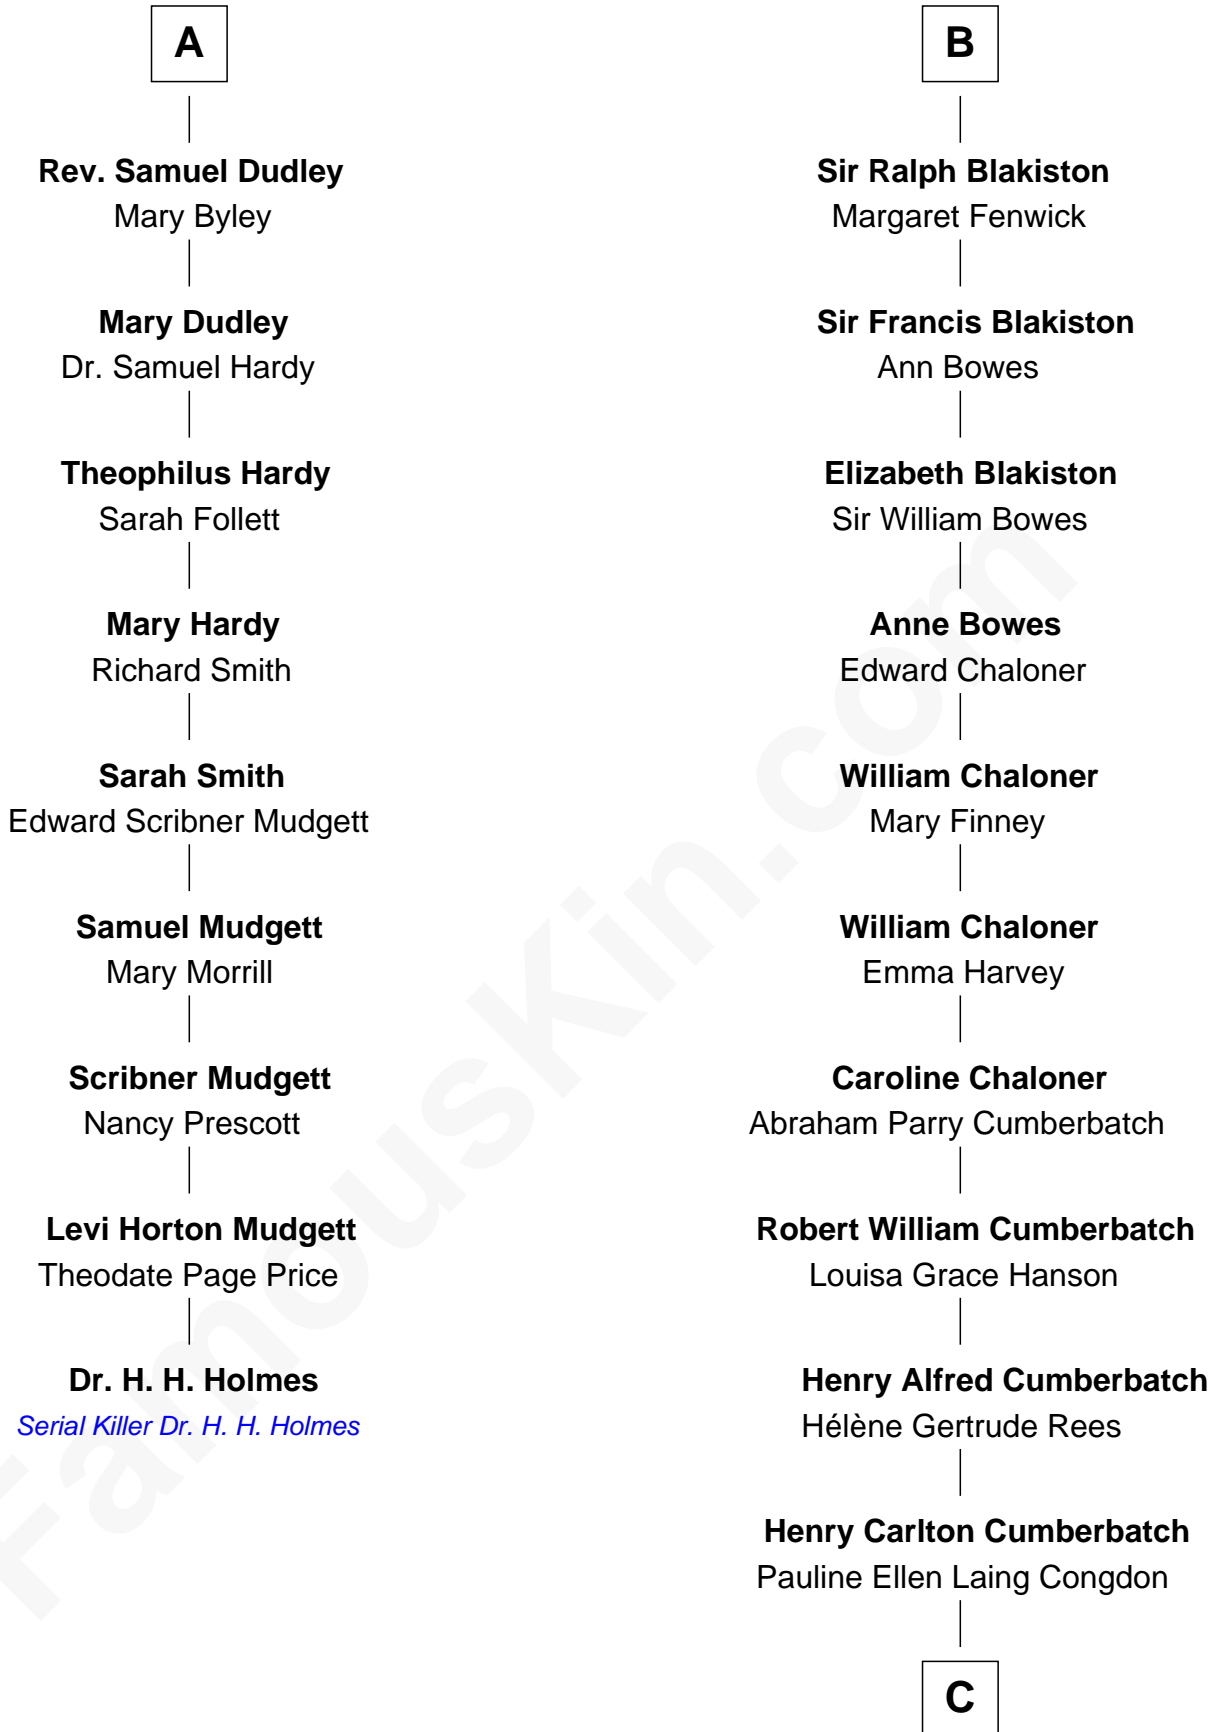 A
Rev. Samuel Dudley
Mary Byley
Mary Dudley
Dr. Samuel Hardy
Theophilus Hardy
Sarah Follett
Mary Hardy
Richard Smith
Sarah Smith
Edward Scribner Mudgett
Samuel Mudgett
Mary Morrill
Scribner Mudgett
Nancy Prescott
Levi Horton Mudgett
Theodate Page Price
Dr. H. H. Holmes
Serial Killer Dr. H. H. Holmes
B
Sir Ralph Blakiston
Margaret Fenwick
Sir Francis Blakiston
Ann Bowes
Elizabeth Blakiston
Sir William Bowes
Anne Bowes
Edward Chaloner
William Chaloner
Mary Finney
William Chaloner
Emma Harvey
Caroline Chaloner
Abraham Parry Cumberbatch
Robert William Cumberbatch
Louisa Grace Hanson
Henry Alfred Cumberbatch
Hélène Gertrude Rees
Henry Carlton Cumberbatch
Pauline Ellen Laing Congdon
C
FamousKin.com